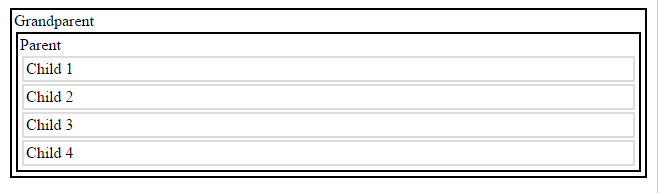 Grandparent
Parent
Child 1
Child 2
Child 3
Child 4